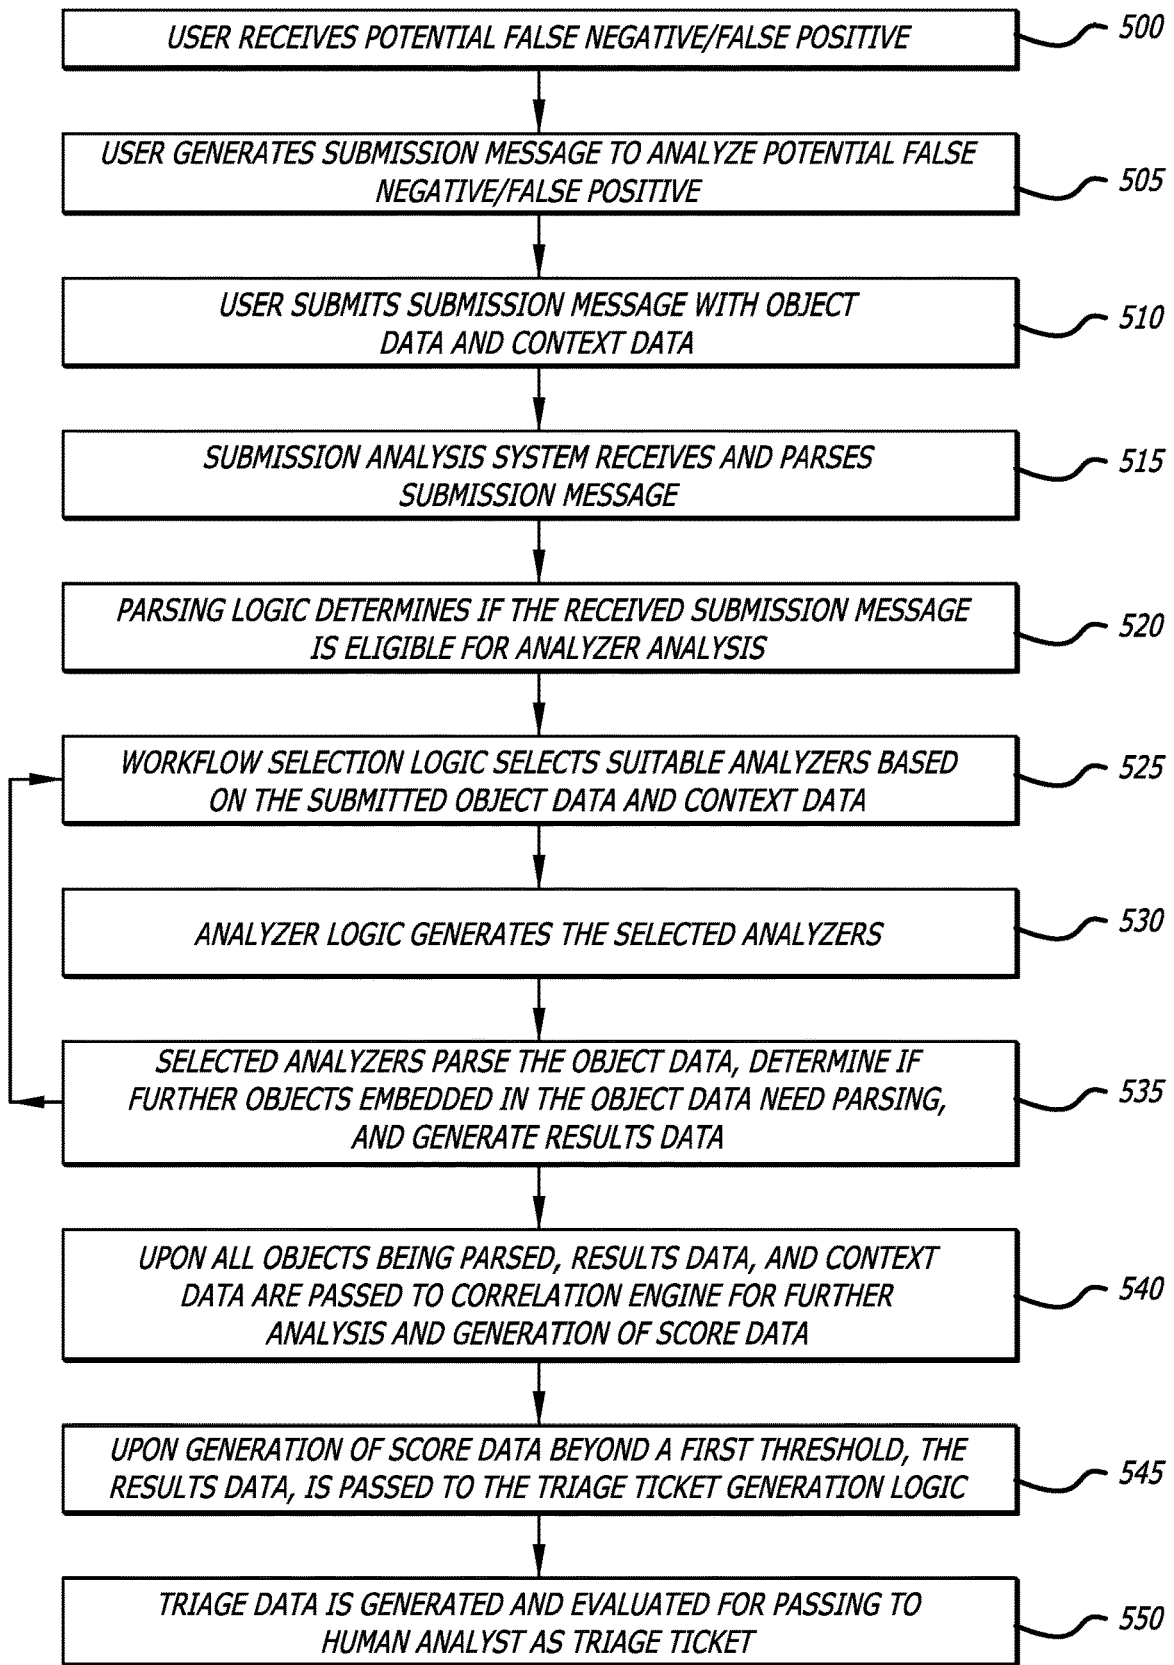 USER RECEIVES POTENTIAL FALSE NEGATIVE/FALSE POSITIVE
500
USER GENERATES SUBMISSION MESSAGE TO ANALYZE POTENTIAL FALSE
NEGATIVE/FALSE POSITIVE
505
USER SUBMITS SUBMISSION MESSAGE WITH OBJECT
DATA AND CONTEXT DATA
510
SUBMISSION ANALYSIS SYSTEM RECEIVES AND PARSES
SUBMISSION MESSAGE
515
PARSING LOGIC DETERMINES IF THE RECEIVED SUBMISSION MESSAGE
IS ELIGIBLE FOR ANALYZER ANALYSIS
520
WORKFLOW SELECTION LOGIC SELECTS SUITABLE ANALYZERS BASED
ON THE SUBMITTED OBJECT DATA AND CONTEXT DATA
525
ANALYZER LOGIC GENERATES THE SELECTED ANALYZERS
530
SELECTED ANALYZERS PARSE THE OBJECT DATA, DETERMINE IF
FURTHER OBJECTS EMBEDDED IN THE OBJECT DATA NEED PARSING,
AND GENERATE RESULTS DATA
535
UPON ALL OBJECTS BEING PARSED, RESULTS DATA, AND CONTEXT
DATA ARE PASSED TO CORRELATION ENGINE FOR FURTHER
ANALYSIS AND GENERATION OF SCORE DATA
540
UPON GENERATION OF SCORE DATA BEYOND A FIRST THRESHOLD, THE
RESULTS DATA, IS PASSED TO THE TRIAGE TICKET GENERATION LOGIC
545
TRIAGE DATA IS GENERATED AND EVALUATED FOR PASSING TO
HUMAN ANALYST AS TRIAGE TICKET
550